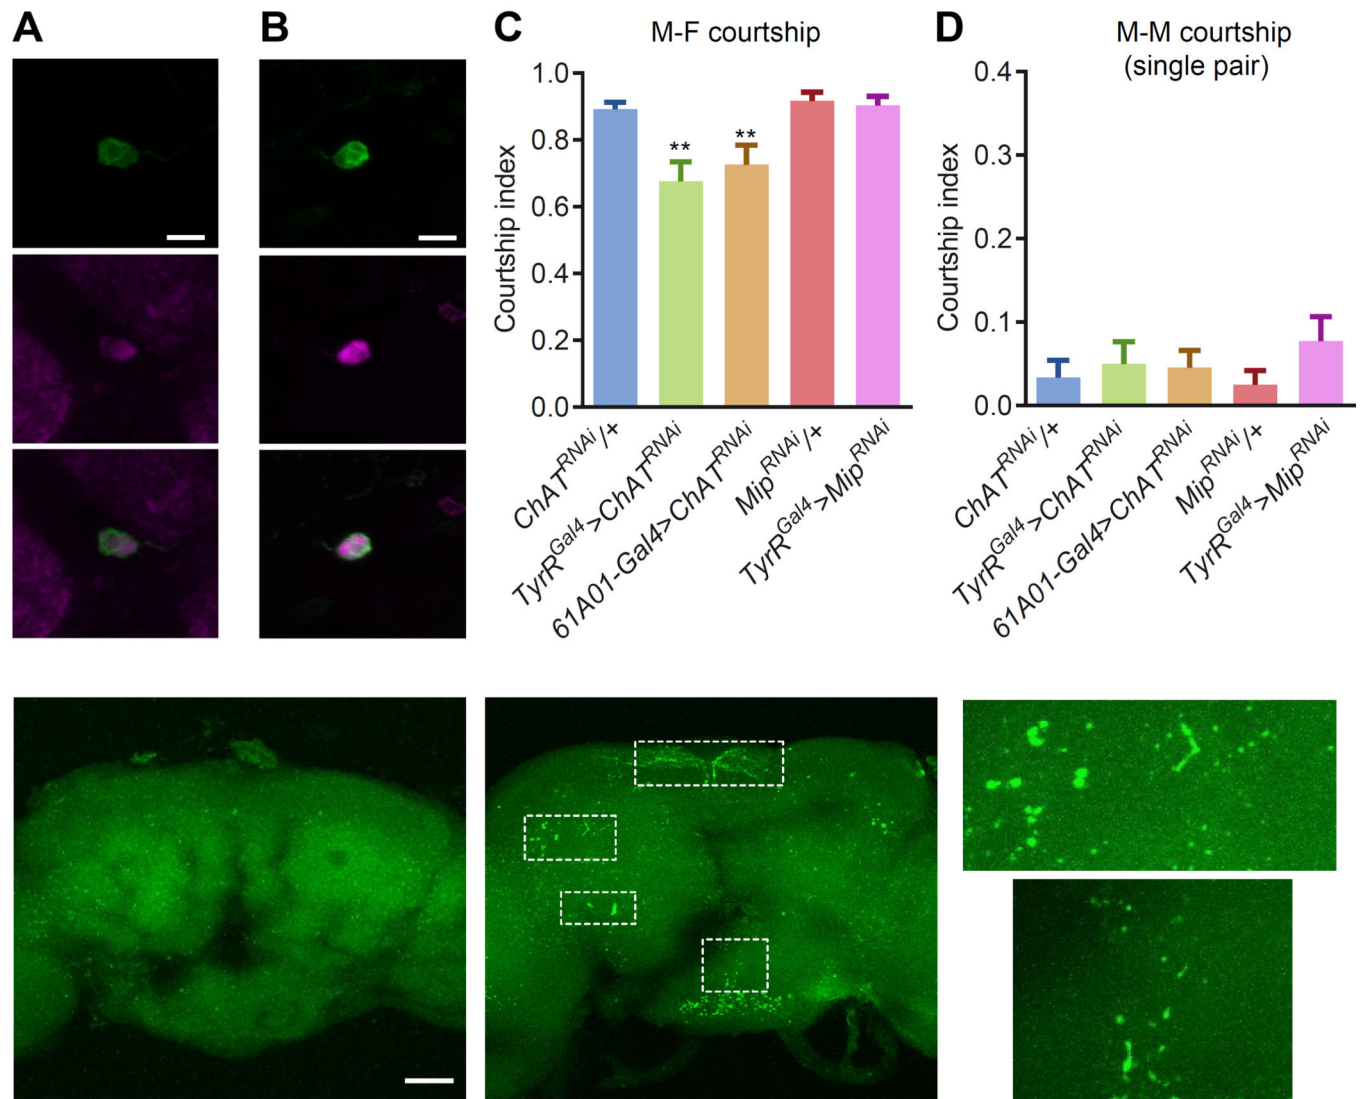 A
B
C
M-F courtship
Courtship index
1.0
0.8
0.6
0.4
0.2
0.0
**
**
ChAT^RNAi/+
TyrR^Gal4>ChAT^RNAi
61A01-Gal4>ChAT^RNAi
Mip^RNAi/+
TyrR^Gal4>Mip^RNAi
D
M-M courtship
(single pair)
Courtship index
0.4
0.3
0.2
0.1
0.0
ChAT^RNAi/+
TyrR^Gal4>ChAT^RNAi
61A01-Gal4>ChAT^RNAi
Mip^RNAi/+
TyrR^Gal4>Mip^RNAi